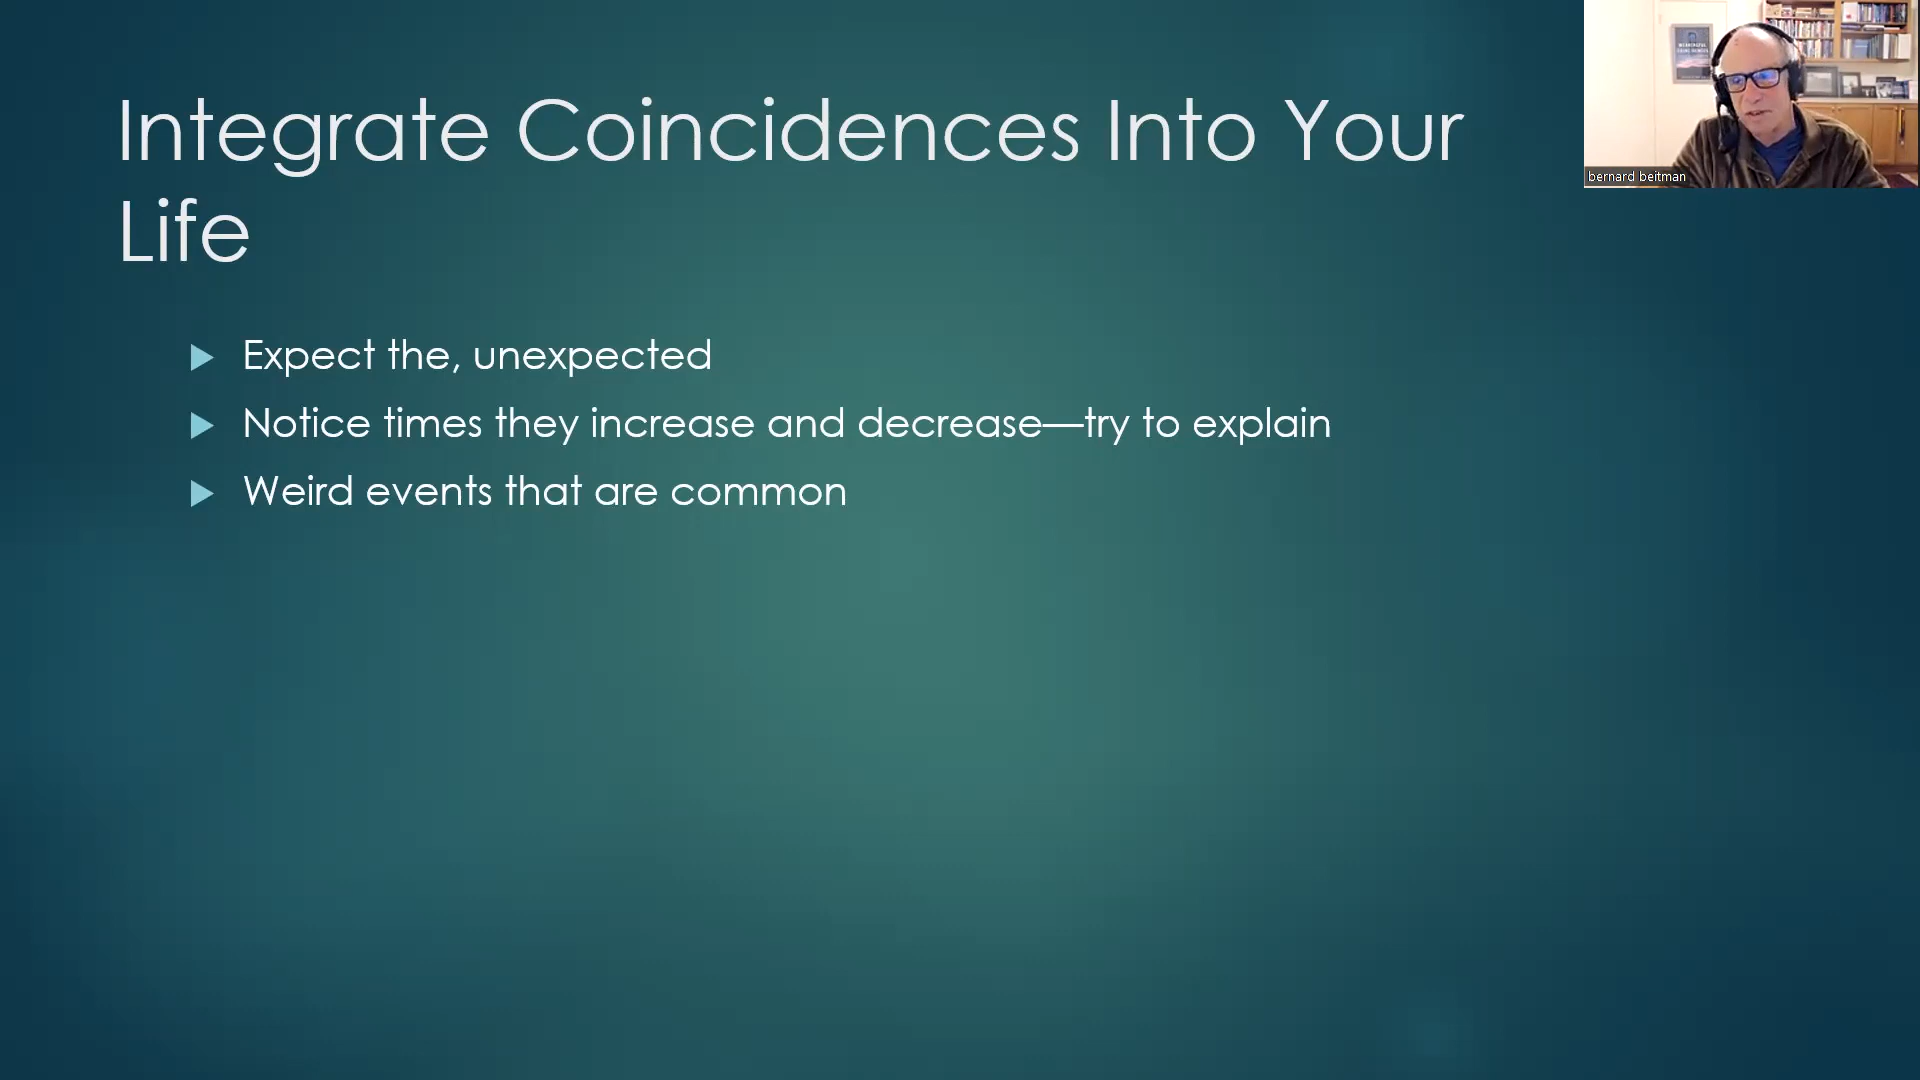 Integrate Coincidences Into Your
Life
Expect the, unexpected
Notice times they increase and decrease—try to explain
Weird events that are common
bernard beitman